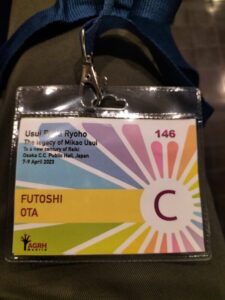 Usui Reiki Ryoho
The legacy of Mikao Usui
To a new century of Reiki
Osaka C.C. Public Hall, Japan
7-9 April 2023
146
FUTOSHI
OTA
C
AGRH